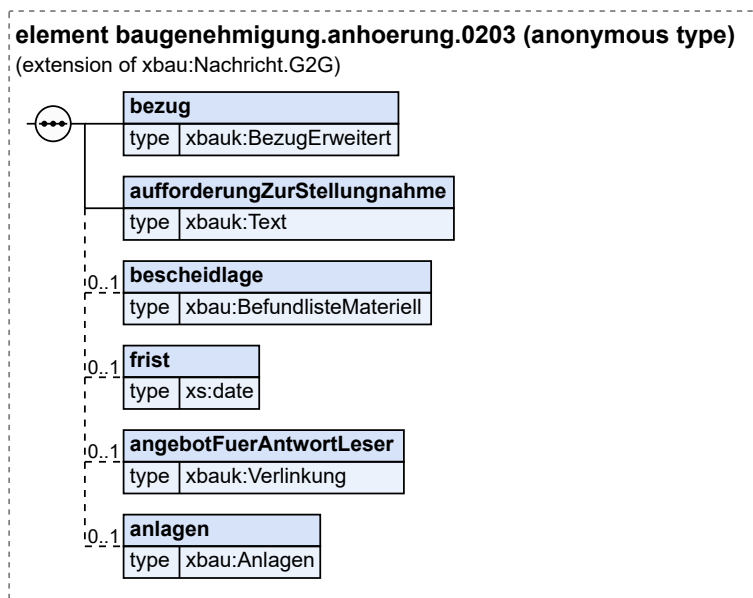 element baugenehmigung.anhoerung.0203 (anonymous type)
(extension of xbau:Nachricht.G2G)
bezug
type xbauk:BezugErweitert
aufforderungZurStellungnahme
type xbauk:Text
0..1 bescheidlage
type xbau:BefundlisteMateriell
0..1 frist
type xs:date
0..1 angebotFuerAntwortLeser
type xbauk:Verlinkung
0..1 anlagen
type xbau:Anlagen